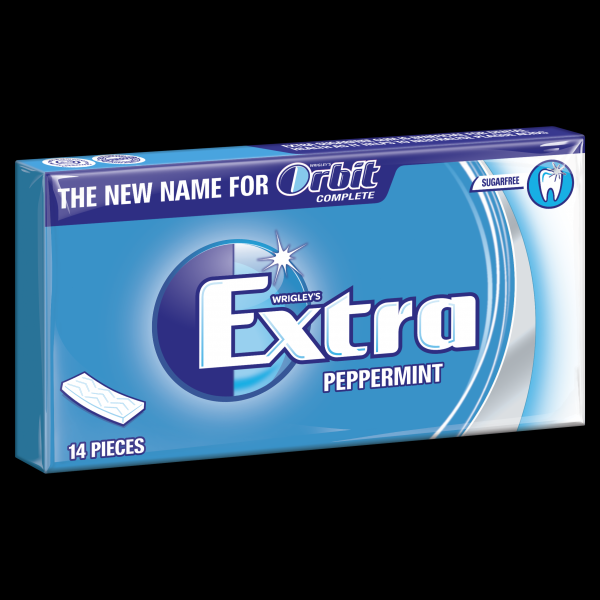 THE NEW NAME FOR WRIGLEY'S Orbit
COMPLETE
SUGARFREE
WRIGLEY'S
Extra
PEPPERMINT
14 PIECES